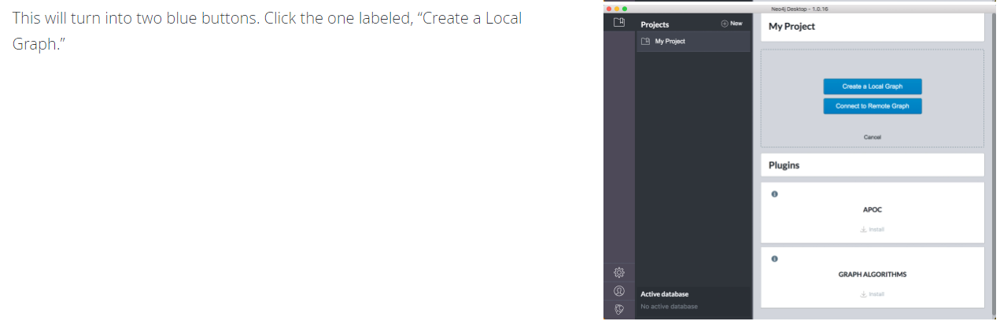 This will turn into two blue buttons. Click the one labeled, “Create a Local
Graph.”
Neo4j Desktop - 1.0.16
Projects
New
My Project
My Project
Create a Local Graph
Connect to Remote Graph
Cancel
Plugins
APOC
Install
GRAPH ALGORITHMS
Install
Active database
No active database